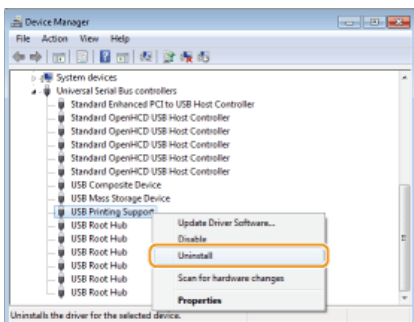 Device Manager
File Action View Help
System devices
Universal Serial Bus controllers
Standard Enhanced PCI to USB Host Controller
Standard OpenHCD USB Host Controller
Standard OpenHCD USB Host Controller
Standard OpenHCD USB Host Controller
Standard OpenHCD USB Host Controller
Standard OpenHCD USB Host Controller
USB Composite Device
USB Mass Storage Device
USB Printing Support
USB Root Hub
USB Root Hub
USB Root Hub
USB Root Hub
USB Root Hub
USB Root Hub
Update Driver Software...
Disable
Uninstall
Scan for hardware changes
Properties
Uninstalls the driver for the selected device.